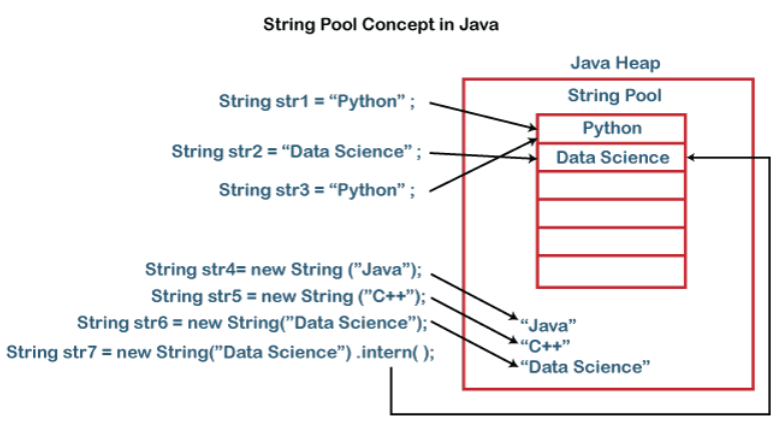 String Pool Concept in Java
Java Heap
String Pool
String str1 = “Python” ;
Python
String str2 = “Data Science” ;
Data Science
String str3 = “Python” ;
String str4= new String (”Java”);
String str5 = new String (”C++”);
String str6 = new String(”Data Science”);
String str7 = new String(”Data Science”) .intern( );
“Java”
“C++”
“Data Science”